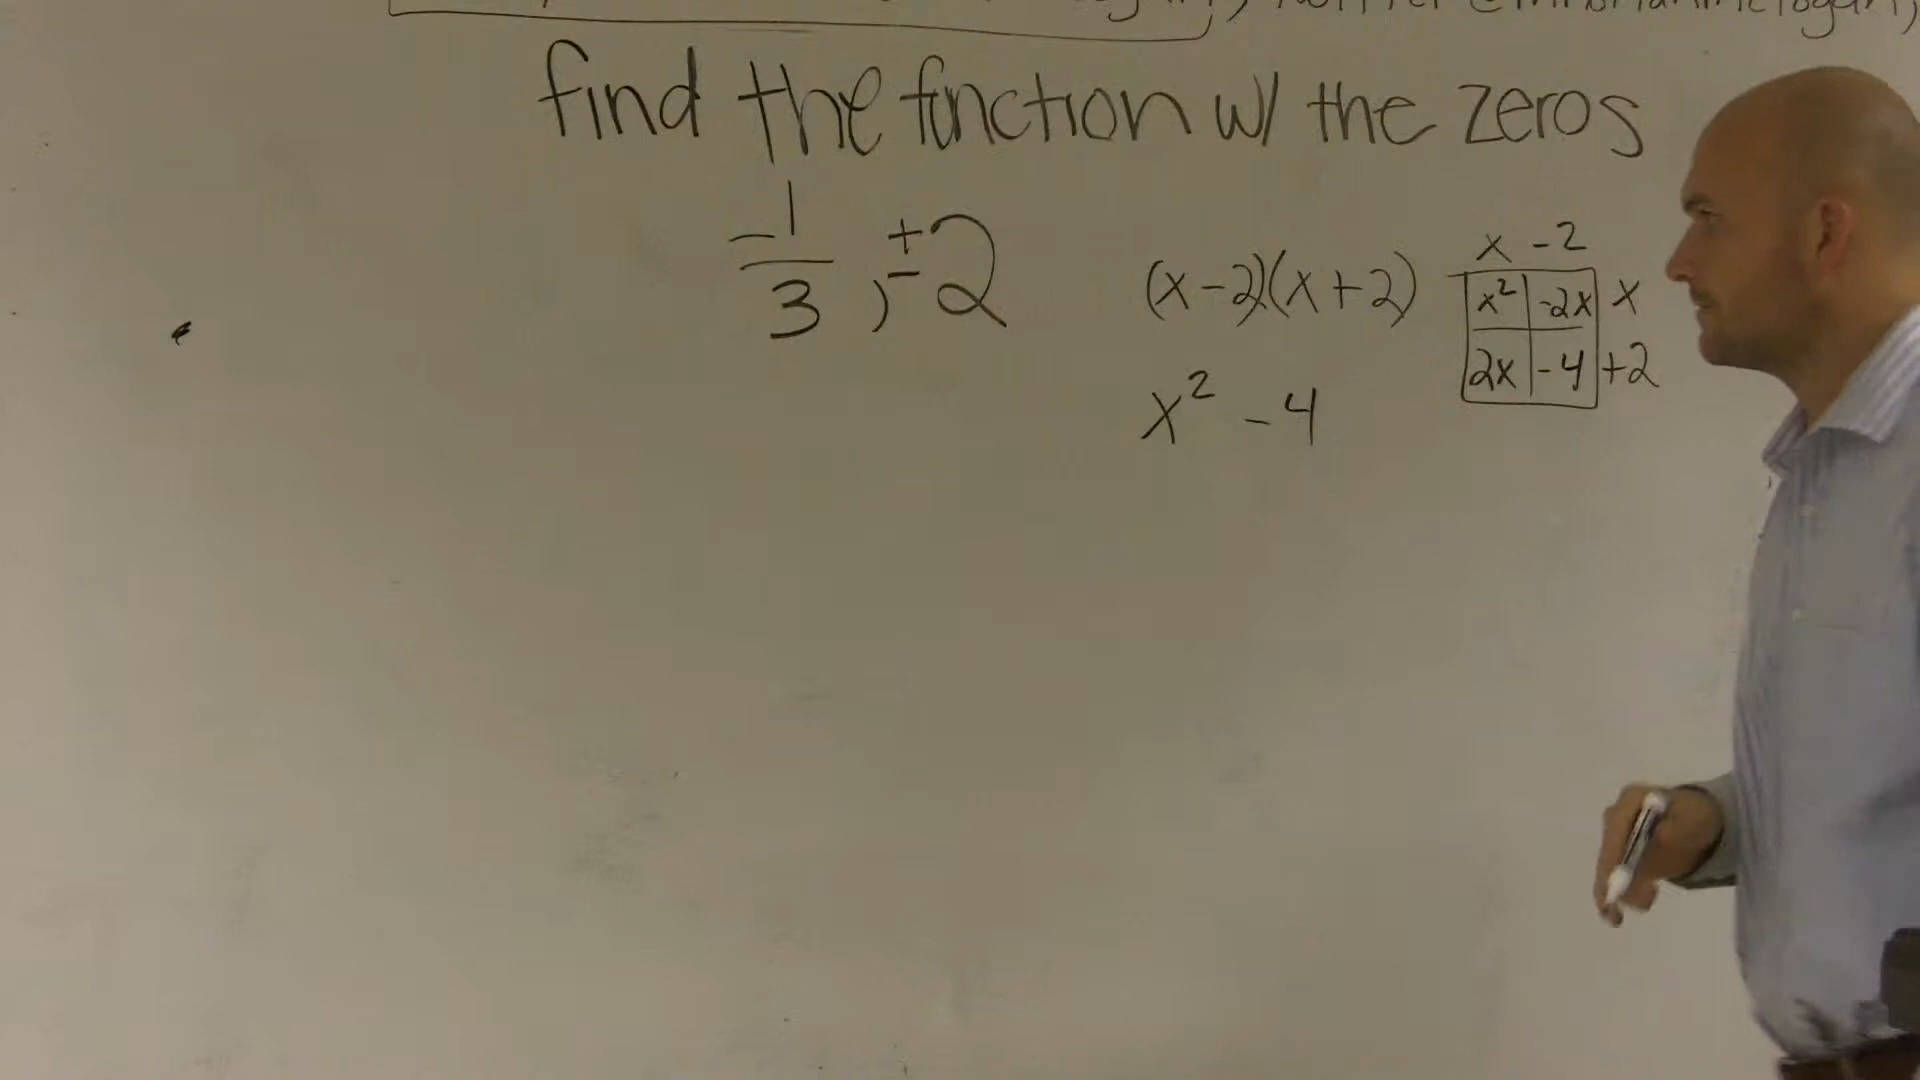 find the function w/ the zeros
-1/3, ±2
(x-2)(x+2)
x² - 4
x -2
x² -2x x
2x -4 +2